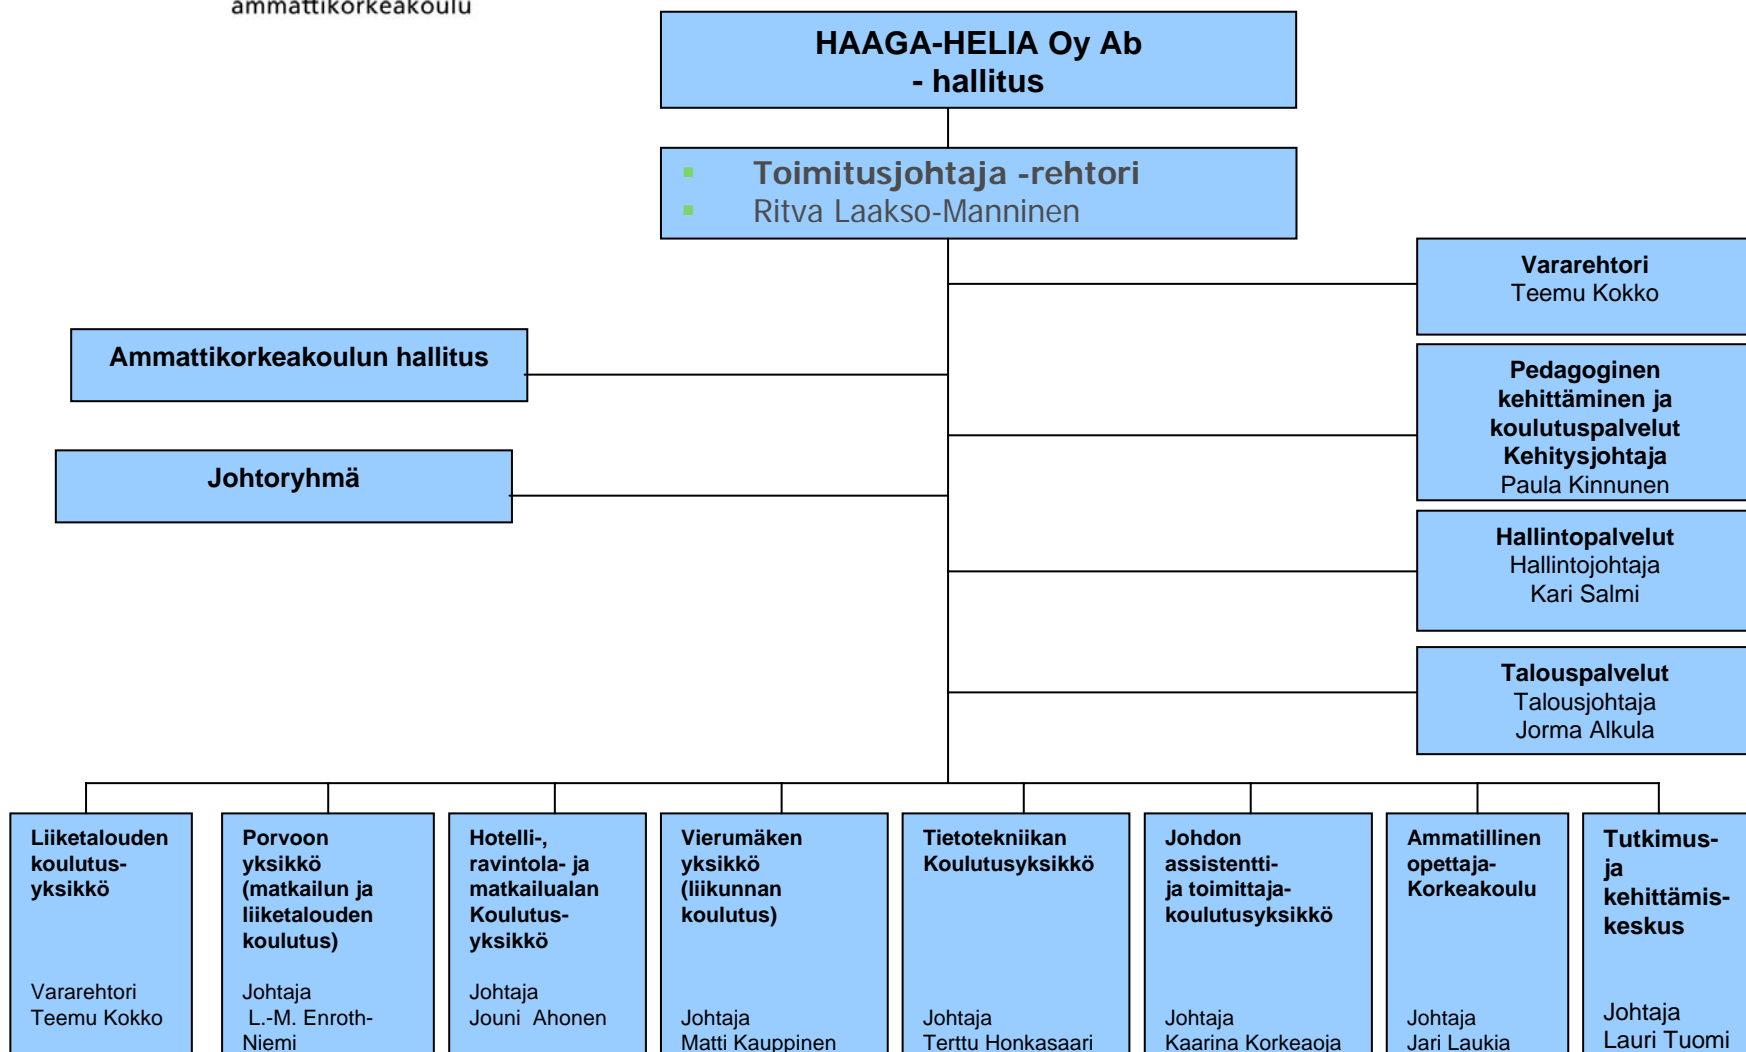 ammattikorkeakoulu
HAAGA-HELIA Oy Ab
- hallitus
Toimitusjohtaja -rehtori
Ritva Laakso-Manninen
Vararehtori
Teemu Kokko
Ammattikorkeakoulun hallitus
Pedagoginen
kehittäminen ja
koulutuspalvelut
Kehitysjohtaja
Paula Kinnunen
Johtoryhmä
Hallintopalvelut
Hallintojohtaja
Kari Salmi
Talouspalvelut
Talousjohtaja
Jorma Alkula
Liiketalouden
koulutus-
yksikkö
Vararehtori
Teemu Kokko
Porvoon
yksikkö
(matkailun ja
liiketalouden
koulutus)
Johtaja
L.-M. Enroth-
Niemi
Hotelli-,
ravintola- ja
matkailualan
Koulutus-
yksikkö
Johtaja
Jouni Ahonen
Vierumäken
yksikkö
(liikunnan
koulutus)
Johtaja
Matti Kauppinen
Tietotekniikan
Koulutusyksikkö
Johtaja
Terttu Honkasaari
Johdon
assistentti-
ja toimittaja-
koulutusyksikkö
Johtaja
Kaarina Korkeaoja
Ammatillinen
opettaja-
Korkeakoulu
Johtaja
Jari Laukia
Tutkimus-
ja
kehittämis-
keskus
Johtaja
Lauri Tuomi